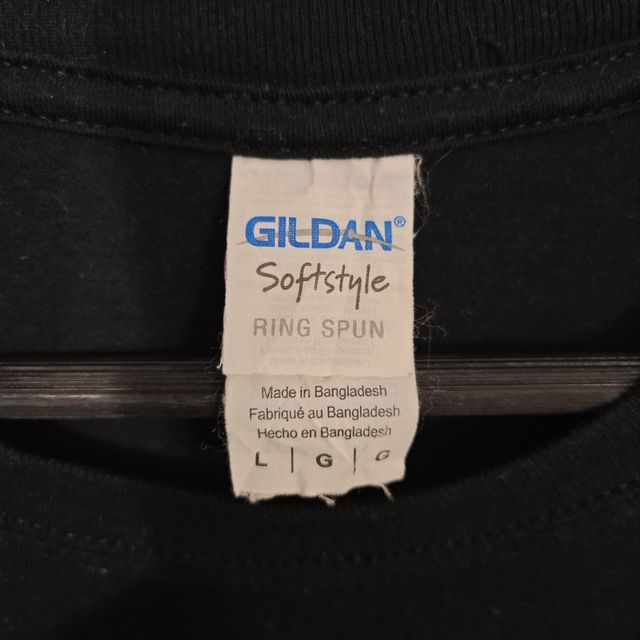 GILDAN®
Softstyle
RING SPUN
Made in Bangladesh
Fabriqué au Bangladesh
Hecho en Bangladesh
L | G | G